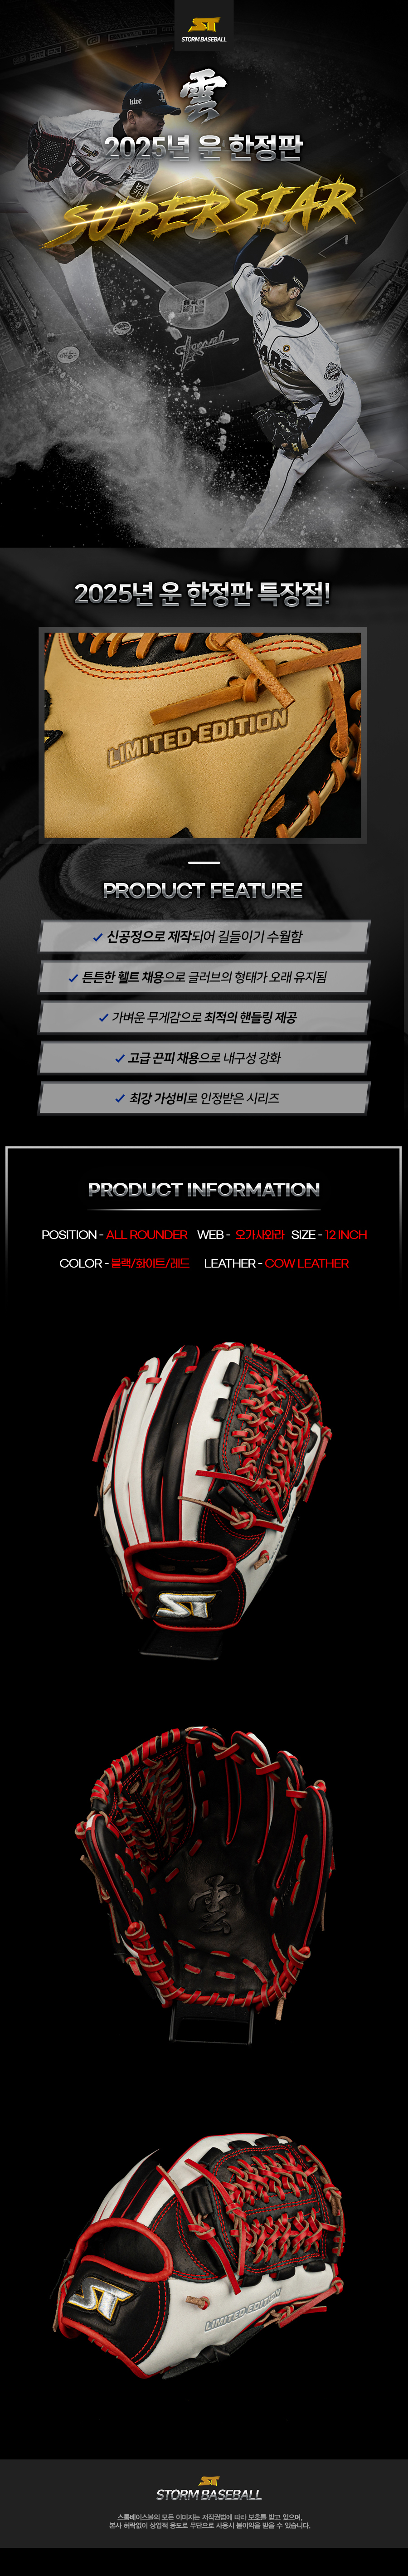 ST
STORM BASEBALL
雲
2025년 운 한정판
SUPERSTAR
2025년 운 한정판 특장점!
LIMITED·EDITION
PRODUCT FEATURE
신공정으로 제작되어 길들이기 수월함
튼튼한 휄트 채용으로 글러브의 형태가 오래 유지됨
가벼운 무게감으로 최적의 핸들링 제공
고급 끈피 채용으로 내구성 강화
최강 가성비로 인정받은 시리즈
PRODUCT INFORMATION
POSITION - ALL ROUNDER WEB - 오가사와라 SIZE - 12 INCH
COLOR - 블랙/화이트/레드 LEATHER - COW LEATHER
ST
雲
ST
LIMITED·EDITION
ST
STORM BASEBALL
스톰베이스볼의 모든 이미지는 저작권법에 따라 보호를 받고 있으며,
본사 허락없이 상업적 용도로 무단으로 사용시 불이익을 받을 수 있습니다.